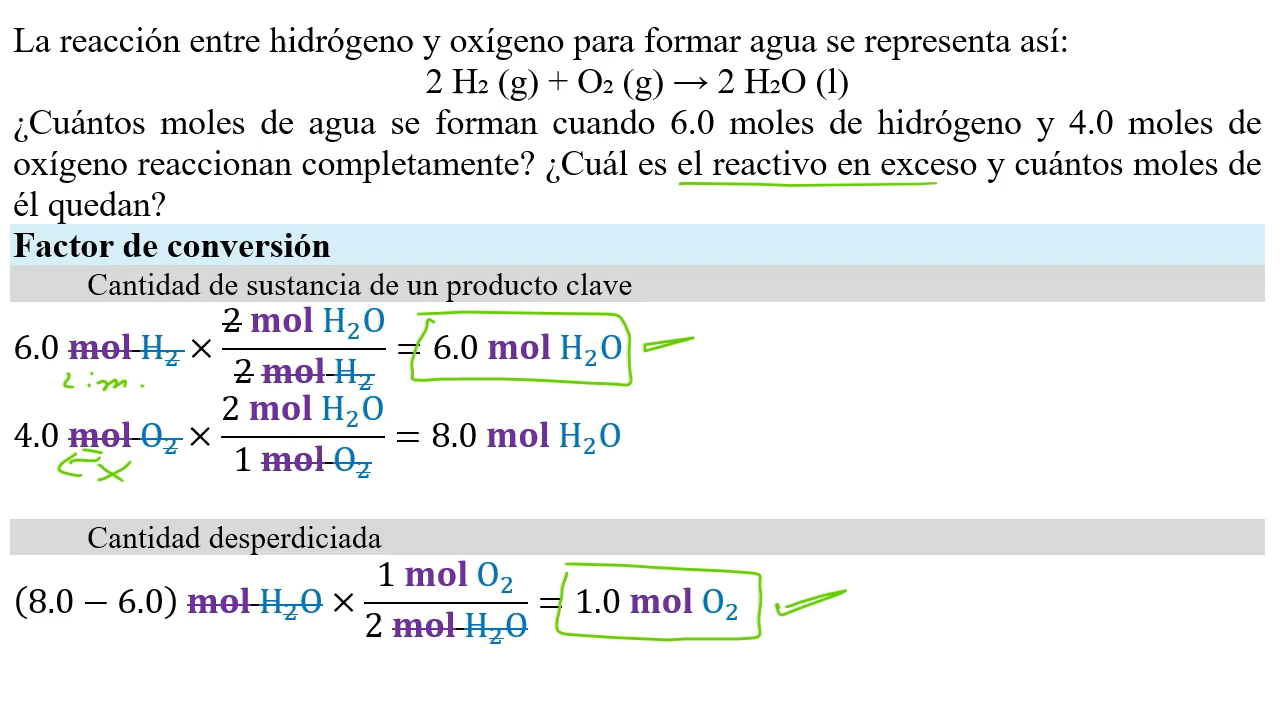 La reacción entre hidrógeno y oxígeno para formar agua se representa así:
2 H₂ (g) + O₂ (g) → 2 H₂O (l)
¿Cuántos moles de agua se forman cuando 6.0 moles de hidrógeno y 4.0 moles de
oxígeno reaccionan completamente? ¿Cuál es el reactivo en exceso y cuántos moles de
él quedan?
Factor de conversión
Cantidad de sustancia de un producto clave
6.0 mol H₂ × 2 mol H₂O / 2 mol H₂ = 6.0 mol H₂O
Lim.
4.0 mol O₂ × 2 mol H₂O / 1 mol O₂ = 8.0 mol H₂O
Cantidad desperdiciada
(8.0 − 6.0) mol H₂O × 1 mol O₂ / 2 mol H₂O = 1.0 mol O₂